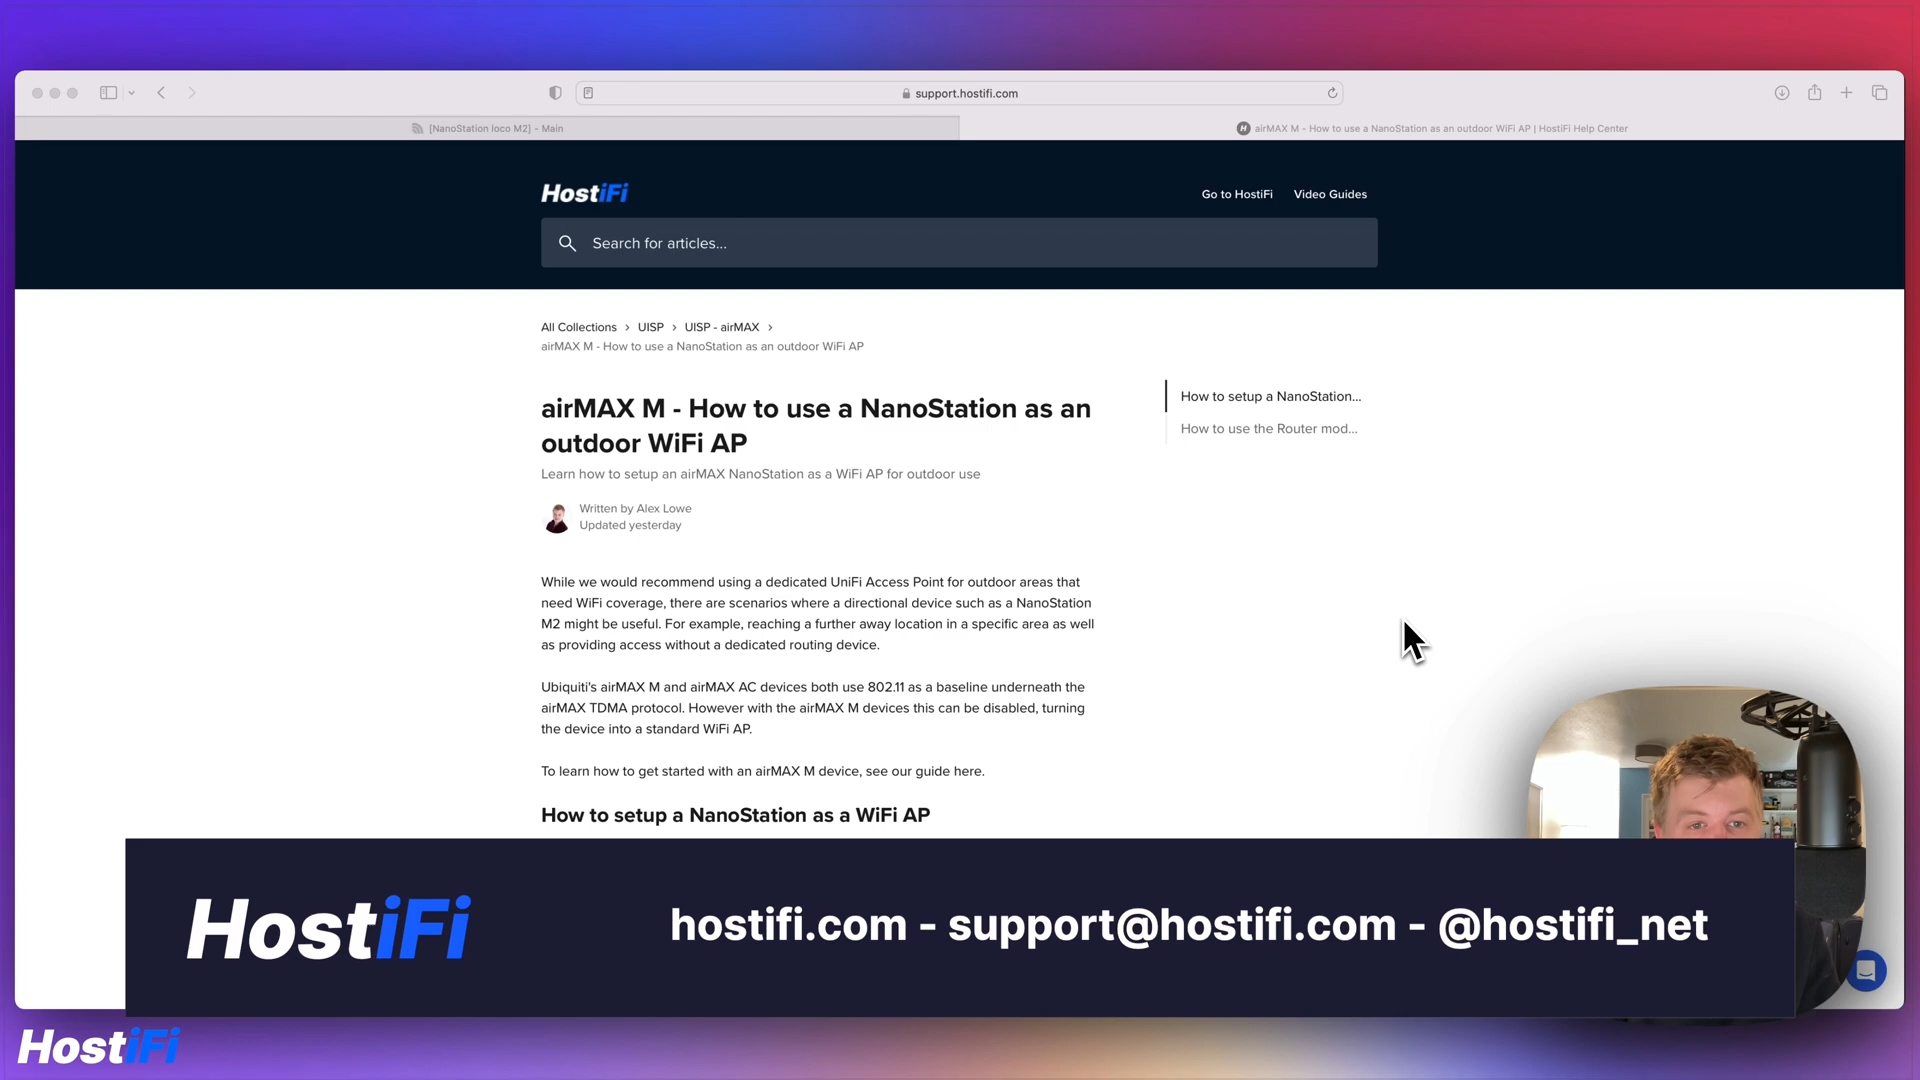 support.hostifi.com
[NanoStation loco M2] - Main
airMAX M - How to use a NanoStation as an outdoor WiFi AP | HostiFi Help Center
HostiFi
Go to HostiFi
Video Guides
Search for articles...
All Collections > UISP > UISP - airMAX >
airMAX M - How to use a NanoStation as an outdoor WiFi AP
airMAX M - How to use a NanoStation as an
outdoor WiFi AP
Learn how to setup an airMAX NanoStation as a WiFi AP for outdoor use
Written by Alex Lowe
Updated yesterday
How to setup a NanoStation...
How to use the Router mod...
While we would recommend using a dedicated UniFi Access Point for outdoor areas that
need WiFi coverage, there are scenarios where a directional device such as a NanoStation
M2 might be useful. For example, reaching a further away location in a specific area as well
as providing access without a dedicated routing device.
Ubiquiti's airMAX M and airMAX AC devices both use 802.11 as a baseline underneath the
airMAX TDMA protocol. However with the airMAX M devices this can be disabled, turning
the device into a standard WiFi AP.
To learn how to get started with an airMAX M device, see our guide here.
How to setup a NanoStation as a WiFi AP
HostiFi
hostifi.com - support@hostifi.com - @hostifi_net
HostiFi